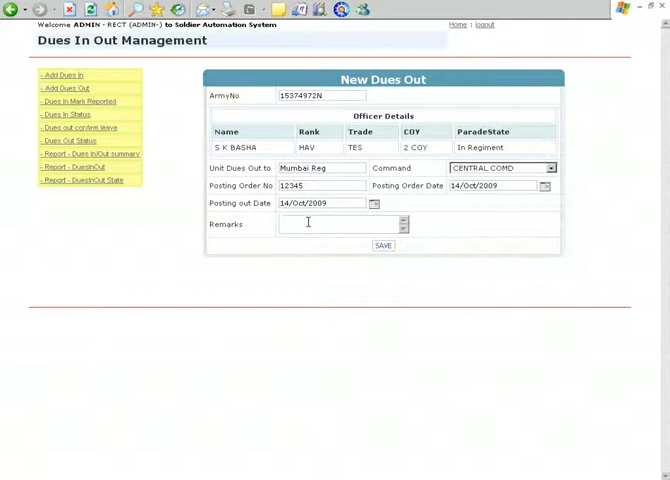 Welcome ADMIN - RECT (ADMIN-) to Soldier Automation System Home : logout
Dues In Out Management
- Add Dues In
- Add Dues Out
- Dues In Mark Reported
- Dues In Status
- Dues out confirm leave
- Dues Out Status
- Report - Dues In/Out summary
- Report - DuesInOut
- Report - DuesInOut State
New Dues Out
ArmyNo 15374972N
Officer Details
Name Rank Trade COY ParadeState
S K BASHA HAV TES 2 COY In Regiment
Unit Dues Out to Mumbai Reg Command CENTRAL COMD
Posting Order No 12345 Posting Order Date 14/Oct/2009
Posting out Date 14/Oct/2009
Remarks
SAVE